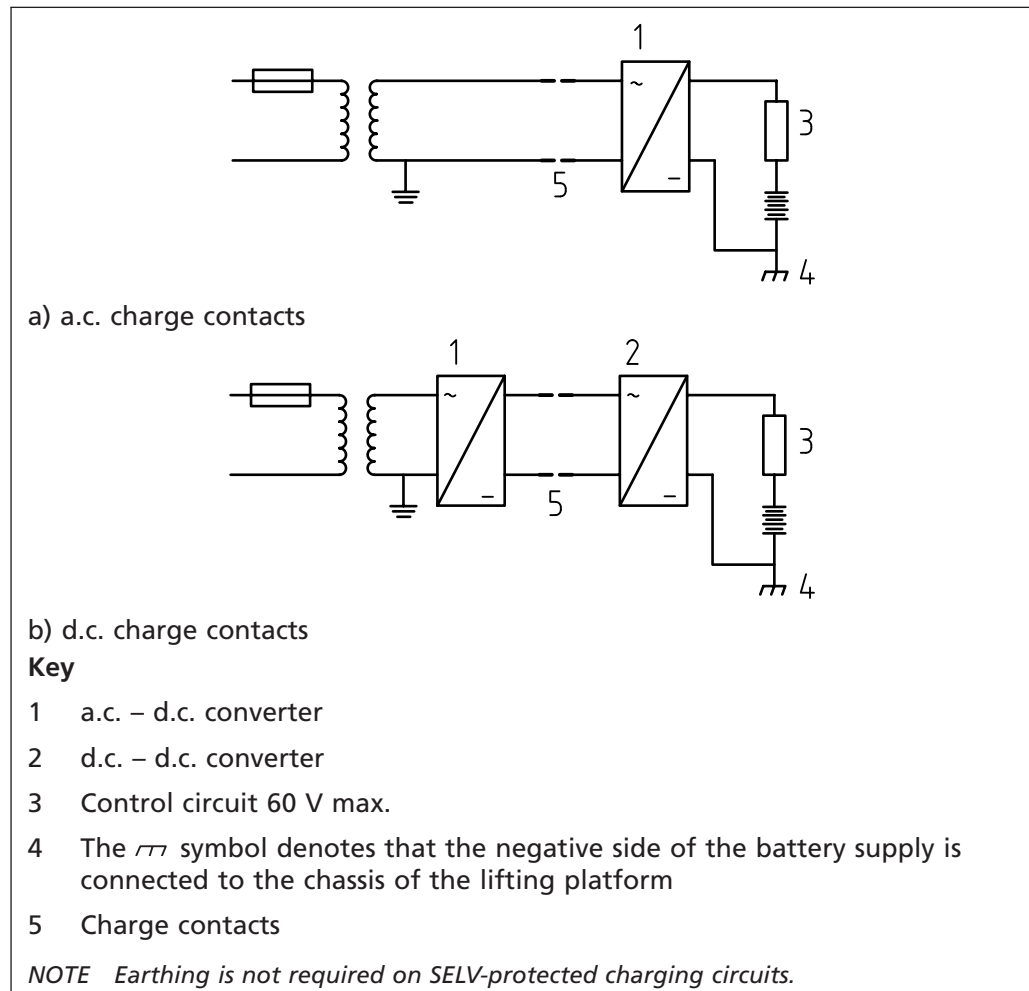 1
~
3
5
–
4
a) a.c. charge contacts
1 2
~ ~
3
– 5 –
4
b) d.c. charge contacts
Key
1 a.c. – d.c. converter
2 d.c. – d.c. converter
3 Control circuit 60 V max.
4 The symbol denotes that the negative side of the battery supply is
connected to the chassis of the lifting platform
5 Charge contacts
NOTE Earthing is not required on SELV-protected charging circuits.